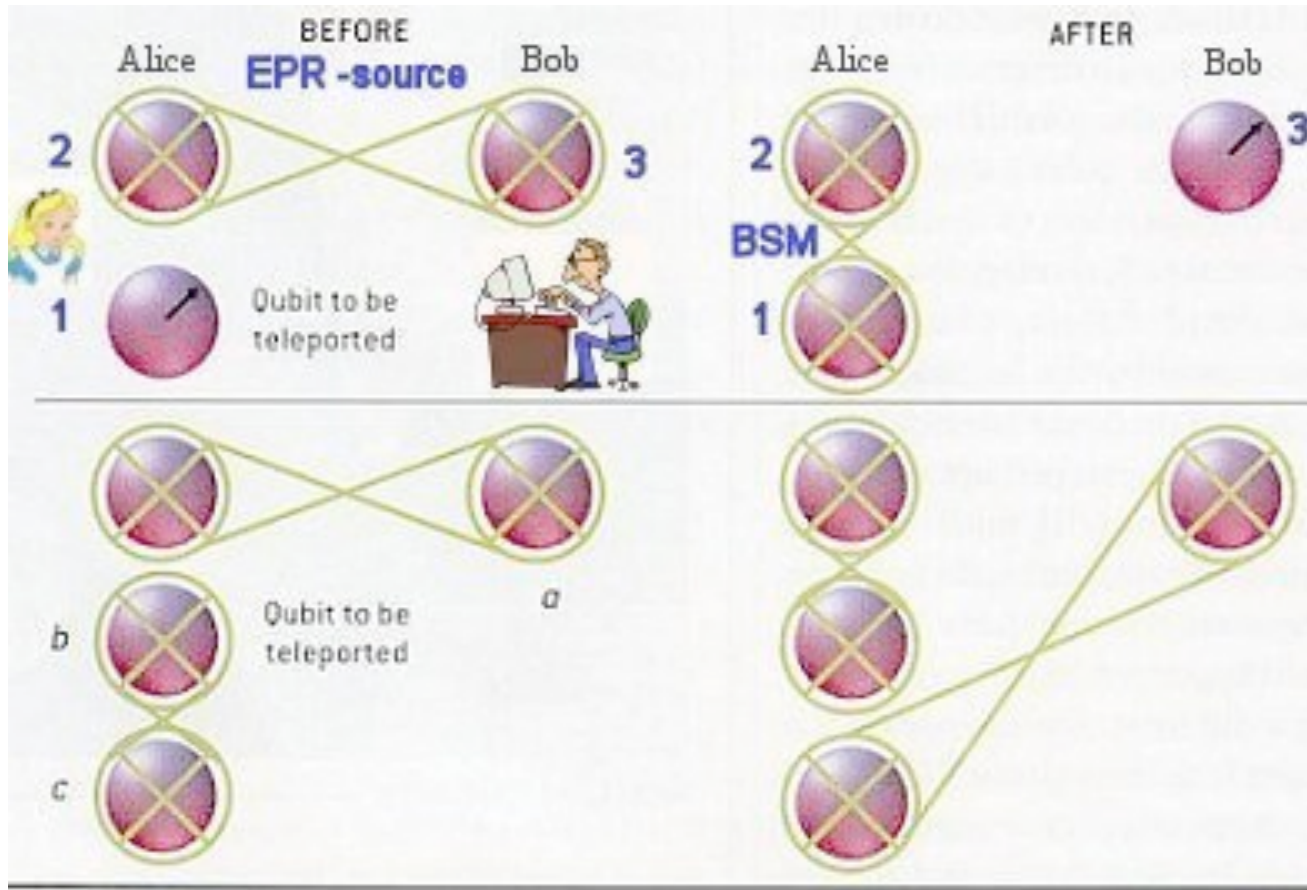 BEFORE
Alice
EPR -source
Bob
2
3
1
Qubit to be
teleported
AFTER
Alice
Bob
2
3
BSM
1
a
b
Qubit to be
teleported
c